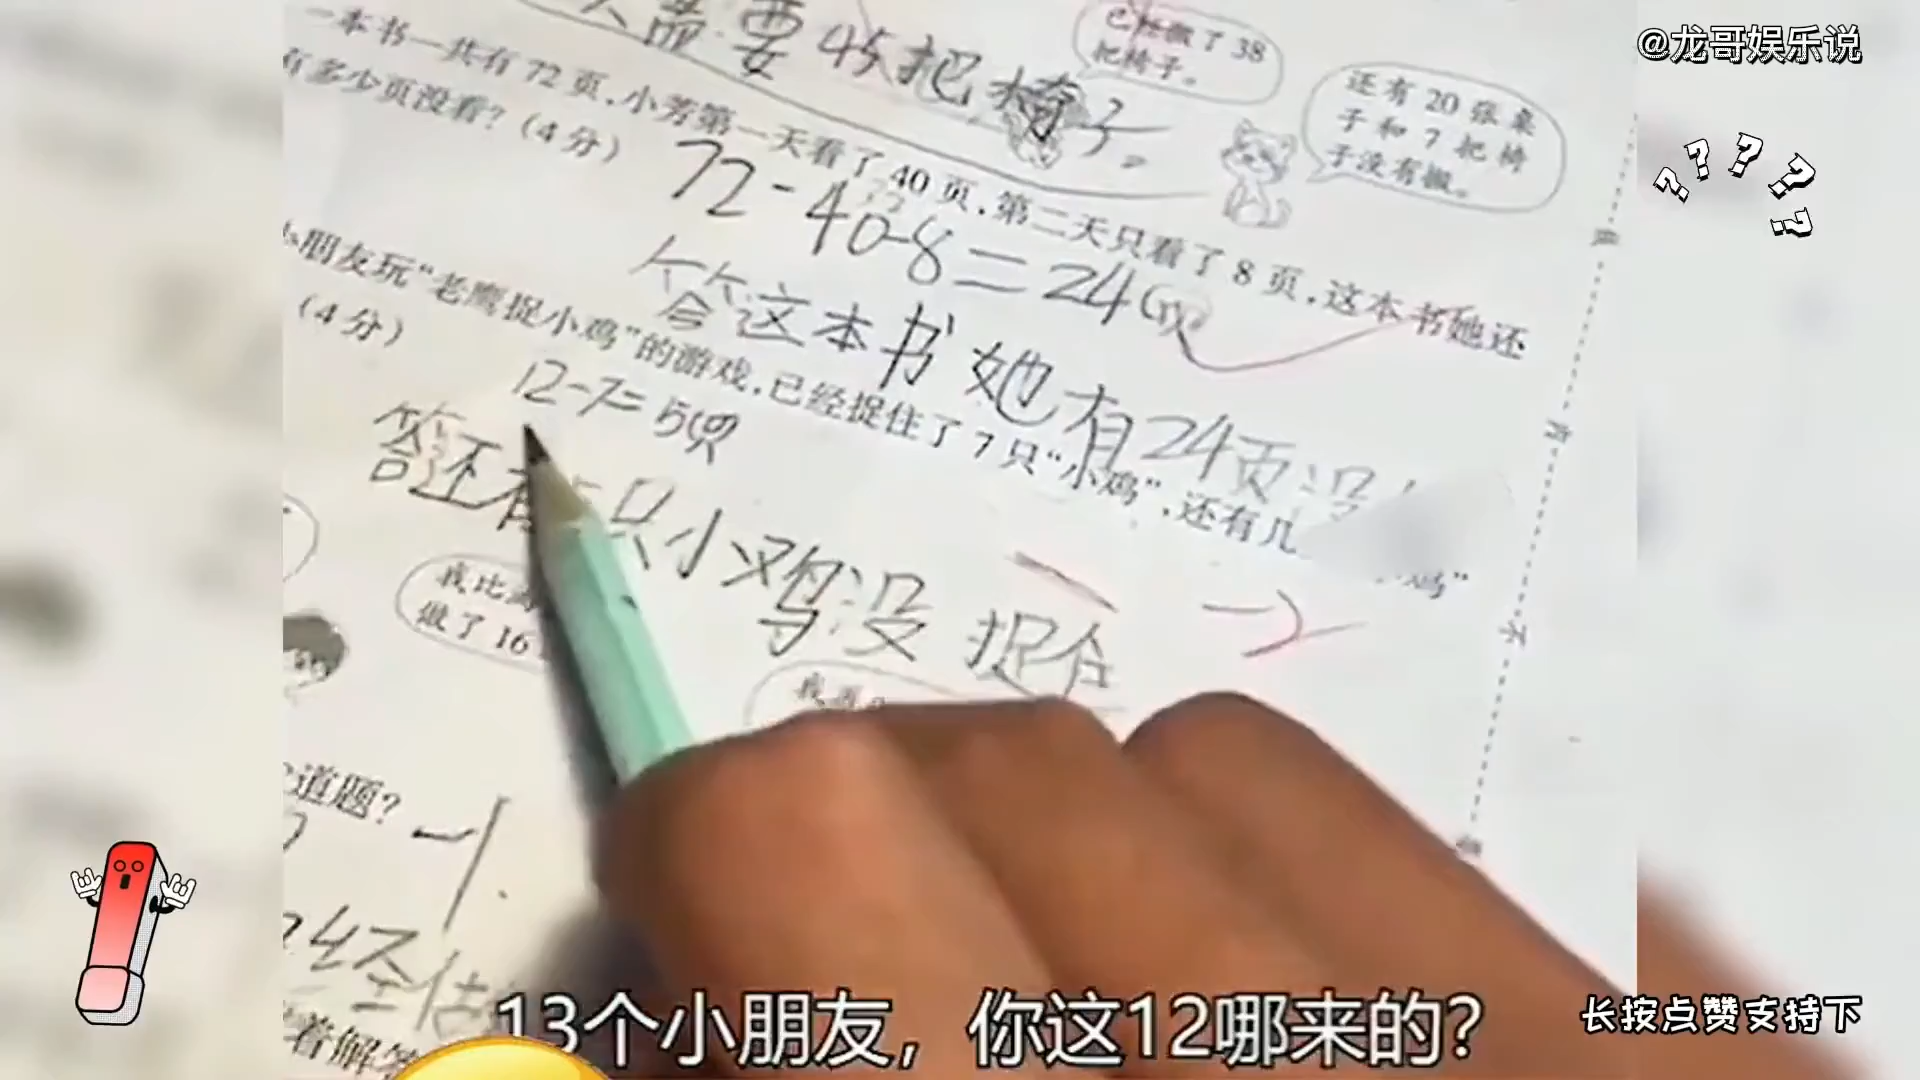 @龙哥娱乐说
需要45把椅子。
了38
把椅子。
还有20张桌
子和7把椅
子没有搬。
一本书一共有72页,小芳第一天看了40页,第二天只看了8页,这本书她还
有多少页没看?(4分)
72-40-8=24(页)
答这本书她有24页没
小朋友玩“老鹰捉小鸡”的游戏,已经捉住了7只“小鸡”,还有几
(4分)
12-7=5(只)
答还有 只小鸡没捉住
我比
做了16
道题?
着解答
13个小朋友,你这12哪来的?
长按点赞支持下